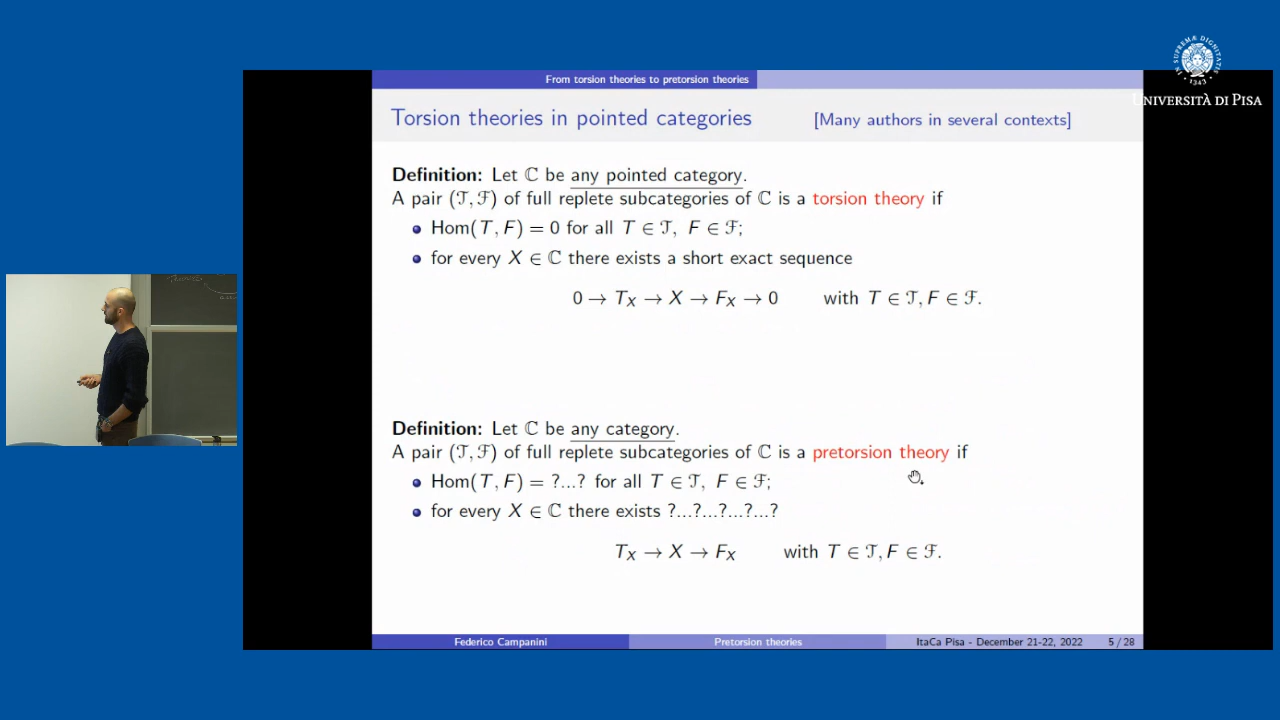 From torsion theories to pretorsion theories
IN SUPREMÆ DIGNITATIS
1343
UNIVERSITÀ DI PISA
Torsion theories in pointed categories [Many authors in several contexts]
Definition: Let ℂ be any pointed category.
A pair (𝒯, ℱ) of full replete subcategories of ℂ is a torsion theory if
• Hom(T, F) = 0 for all T ∈ 𝒯, F ∈ ℱ;
• for every X ∈ ℂ there exists a short exact sequence
0 → T_X → X → F_X → 0 with T ∈ 𝒯, F ∈ ℱ.
Definition: Let ℂ be any category.
A pair (𝒯, ℱ) of full replete subcategories of ℂ is a pretorsion theory if
• Hom(T, F) = ?...? for all T ∈ 𝒯, F ∈ ℱ;
• for every X ∈ ℂ there exists ?...?...?...?...?
T_X → X → F_X with T ∈ 𝒯, F ∈ ℱ.
Federico Campanini Pretorsion theories ItaCa Pisa - December 21-22, 2022 5 / 28